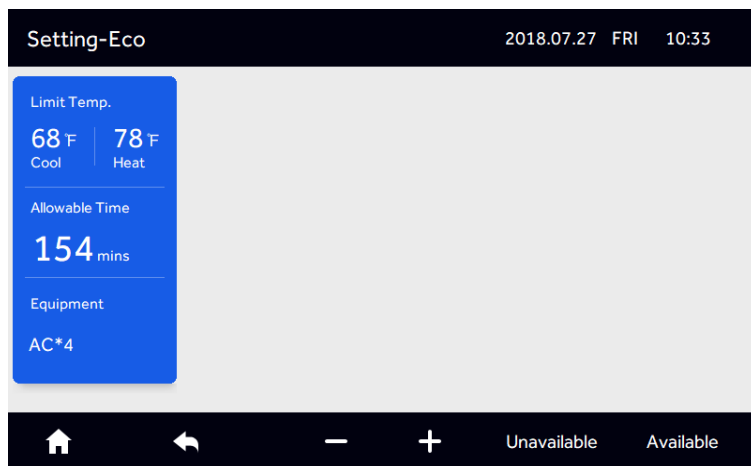 Setting-Eco 2018.07.27 FRI 10:33
Limit Temp.
68 ℉ 78 ℉
Cool Heat
Allowable Time
154 mins
Equipment
AC*4
Unavailable Available